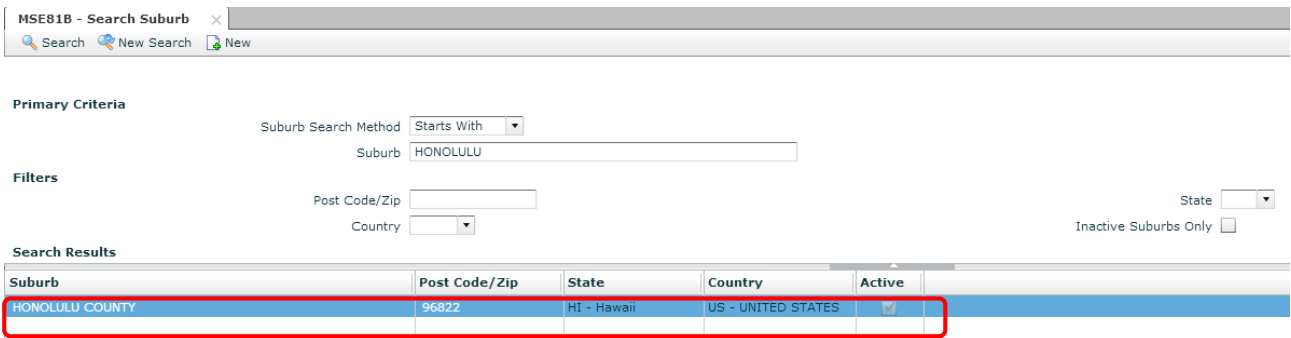 MSE81B - Search Suburb
Search New Search New
Primary Criteria
Suburb Search Method Starts With
Suburb HONOLULU
Filters
Post Code/Zip State
Country Inactive Suburbs Only
Search Results
Suburb Post Code/Zip State Country Active
HONOLULU COUNTY 96822 HI - Hawaii US - UNITED STATES